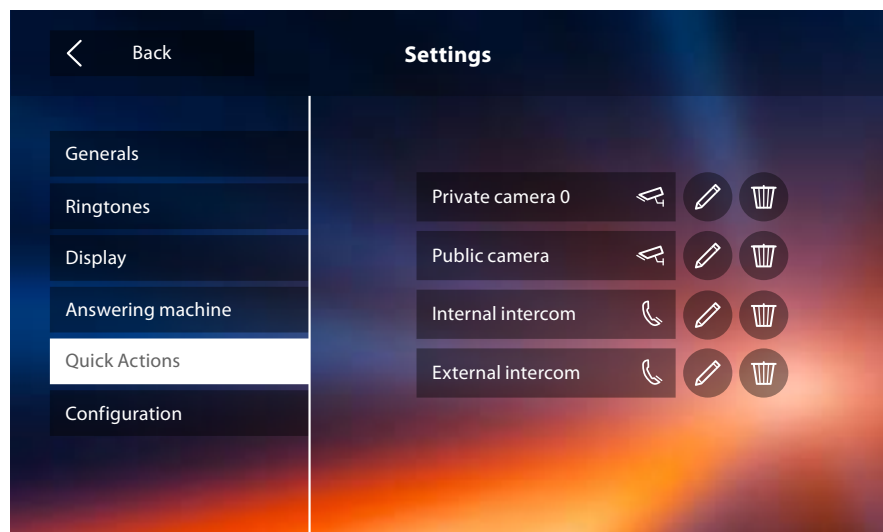 Back
Settings
Generals
Ringtones
Display
Answering machine
Quick Actions
Configuration
Private camera 0
Public camera
Internal intercom
External intercom